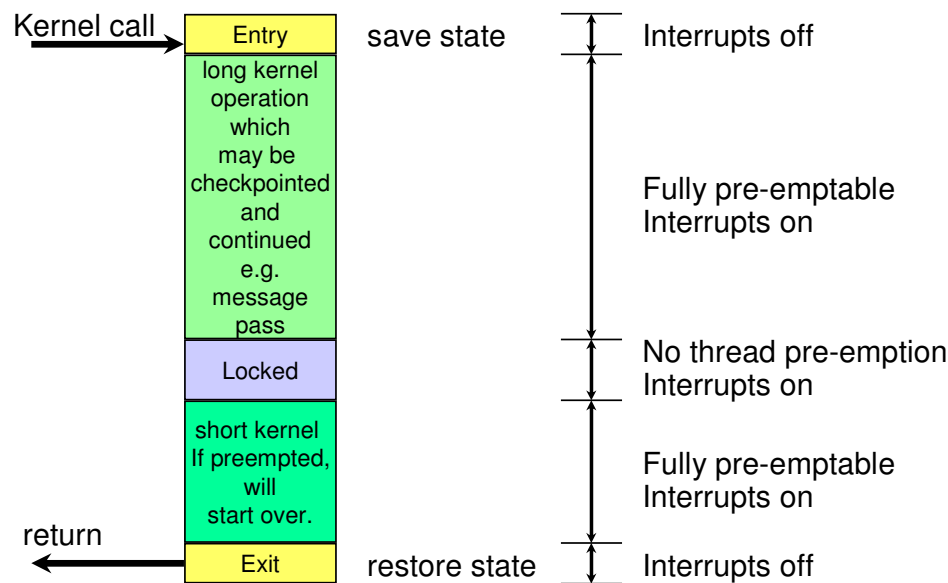 Kernel call
Entry
save state
Interrupts off
long kernel
operation
which
may be
checkpointed
and
continued
e.g.
message
pass
Fully pre-emptable
Interrupts on
Locked
No thread pre-emption
Interrupts on
short kernel
If preempted,
will
start over.
Fully pre-emptable
Interrupts on
return
Exit
restore state
Interrupts off